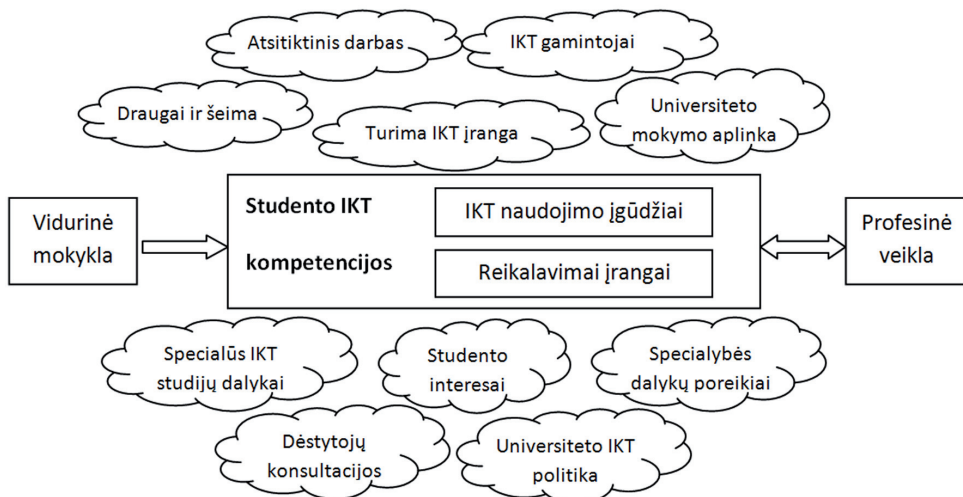 Atsitiktinis darbas
IKT gamintojai
Draugai ir šeima
Turima IKT įranga
Universiteto
mokymo aplinka
Vidurinė
mokykla
Studento IKT
kompetencijos
IKT naudojimo įgūdžiai
Reikalavimai įrangai
Profesinė
veikla
Specialūs IKT
studijų dalykai
Studento
interesai
Specialybės
dalykų poreikiai
Dėstytojų
konsultacijos
Universiteto IKT
politika